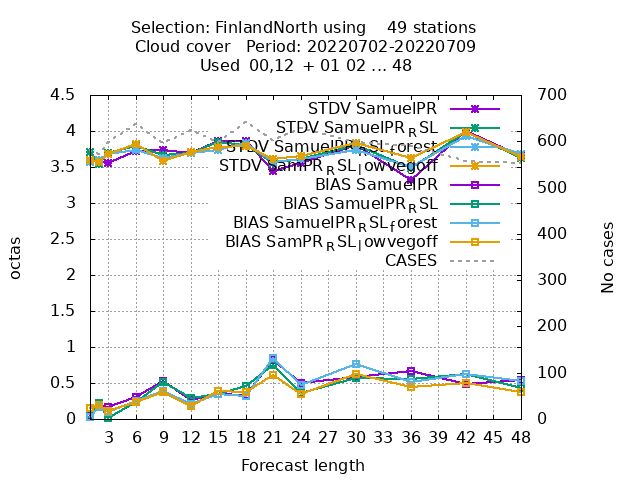 Selection: FinlandNorth using 49 stations
Cloud cover Period: 20220702-20220709
Used 00,12 + 01 02 ... 48
4.5
4
3.5
3
2.5
2
1.5
1
0.5
0
octas
STDV SamuelPR
STDV SamuelPR_RSL
STDV SamuelPR_RSL_forest
STDV SamPR_RSL_lowvegoff
BIAS SamuelPR
BIAS SamuelPR_RSL
BIAS SamuelPR_RSL_forest
BIAS SamPR_RSL_lowvegoff
CASES
700
600
500
400
300
200
100
0
No cases
3 6 9 12 15 18 21 24 27 30 33 36 39 42 45 48
Forecast length